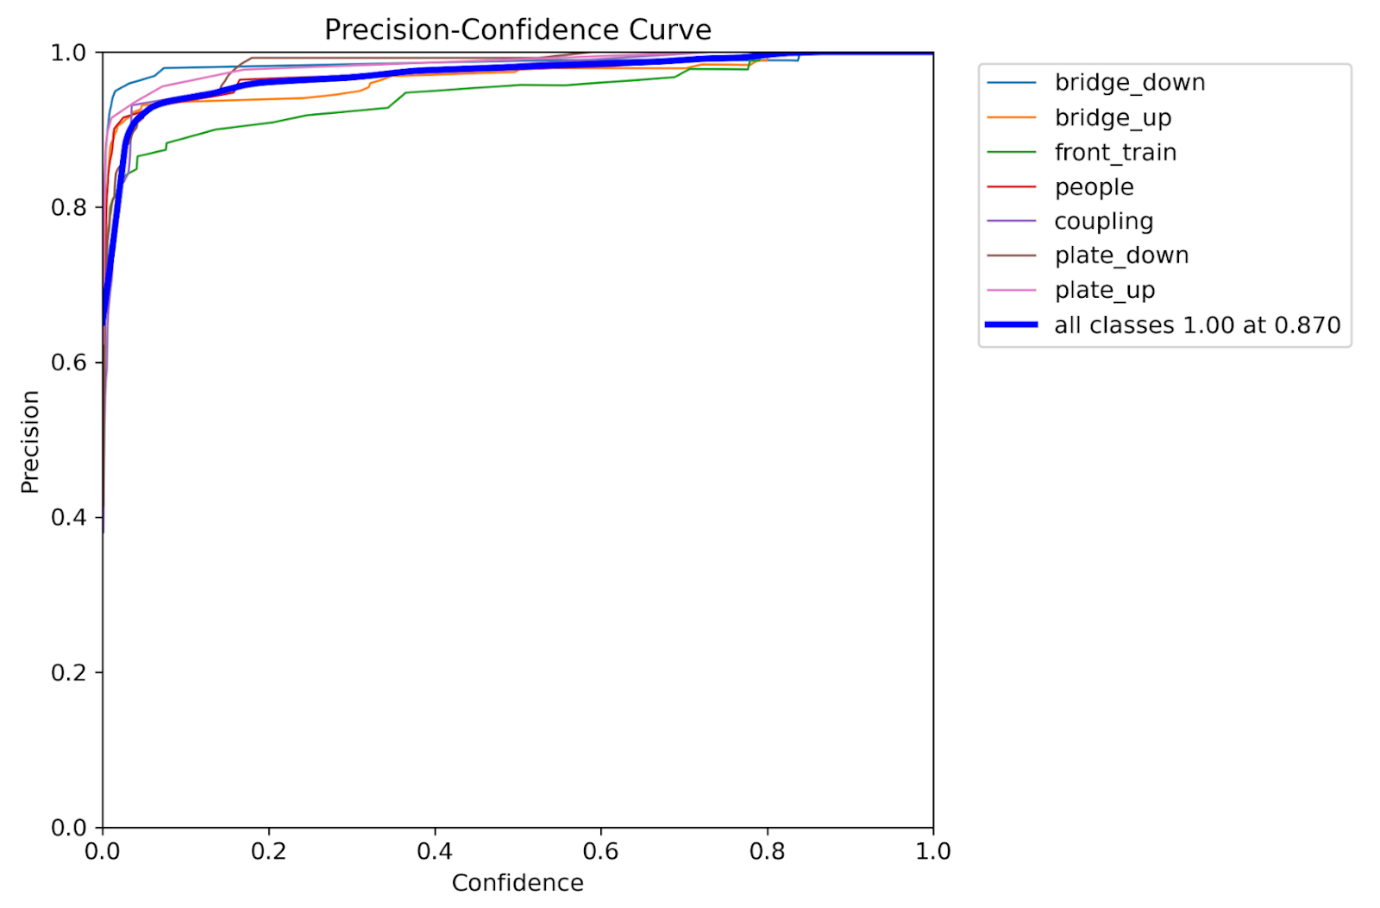 Precision-Confidence Curve
1.0
0.8
0.6
0.4
0.2
0.0
Precision
0.0 0.2 0.4 0.6 0.8 1.0
Confidence
bridge_down
bridge_up
front_train
people
coupling
plate_down
plate_up
all classes 1.00 at 0.870